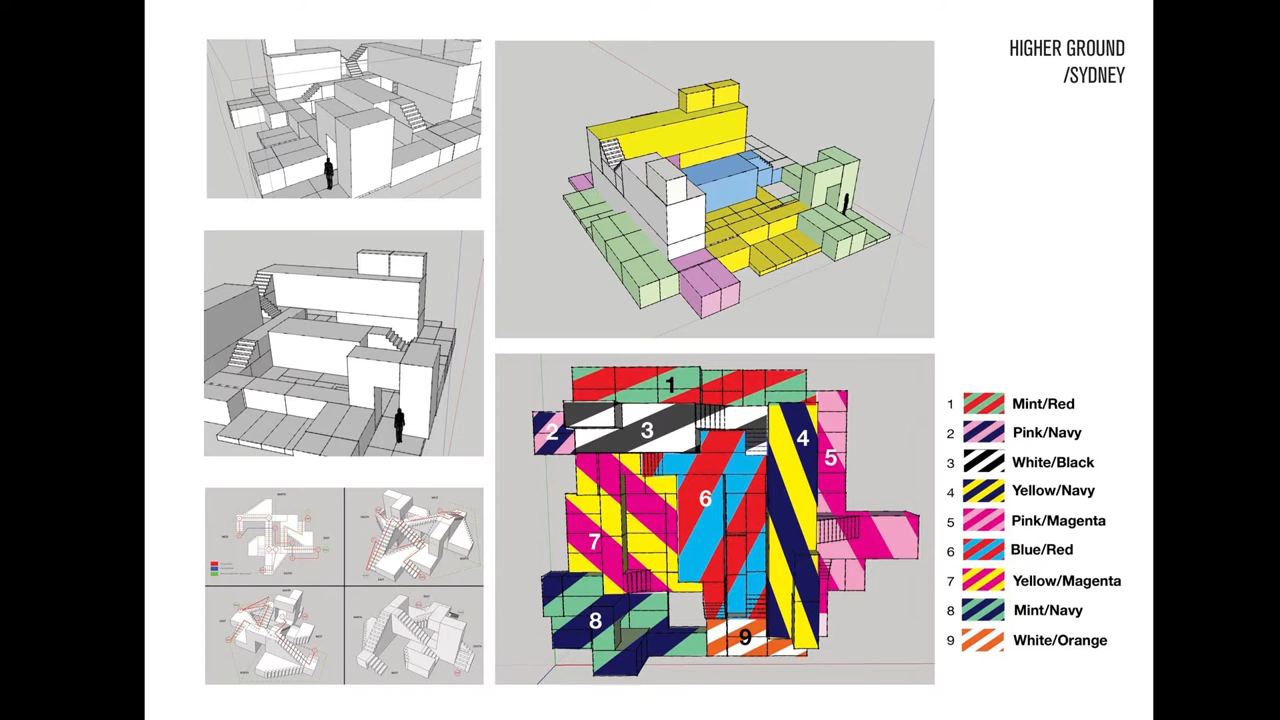 HIGHER GROUND
/SYDNEY
1
2
3
4
5
6
7
8
9
1 Mint/Red
2 Pink/Navy
3 White/Black
4 Yellow/Navy
5 Pink/Magenta
6 Blue/Red
7 Yellow/Magenta
8 Mint/Navy
9 White/Orange